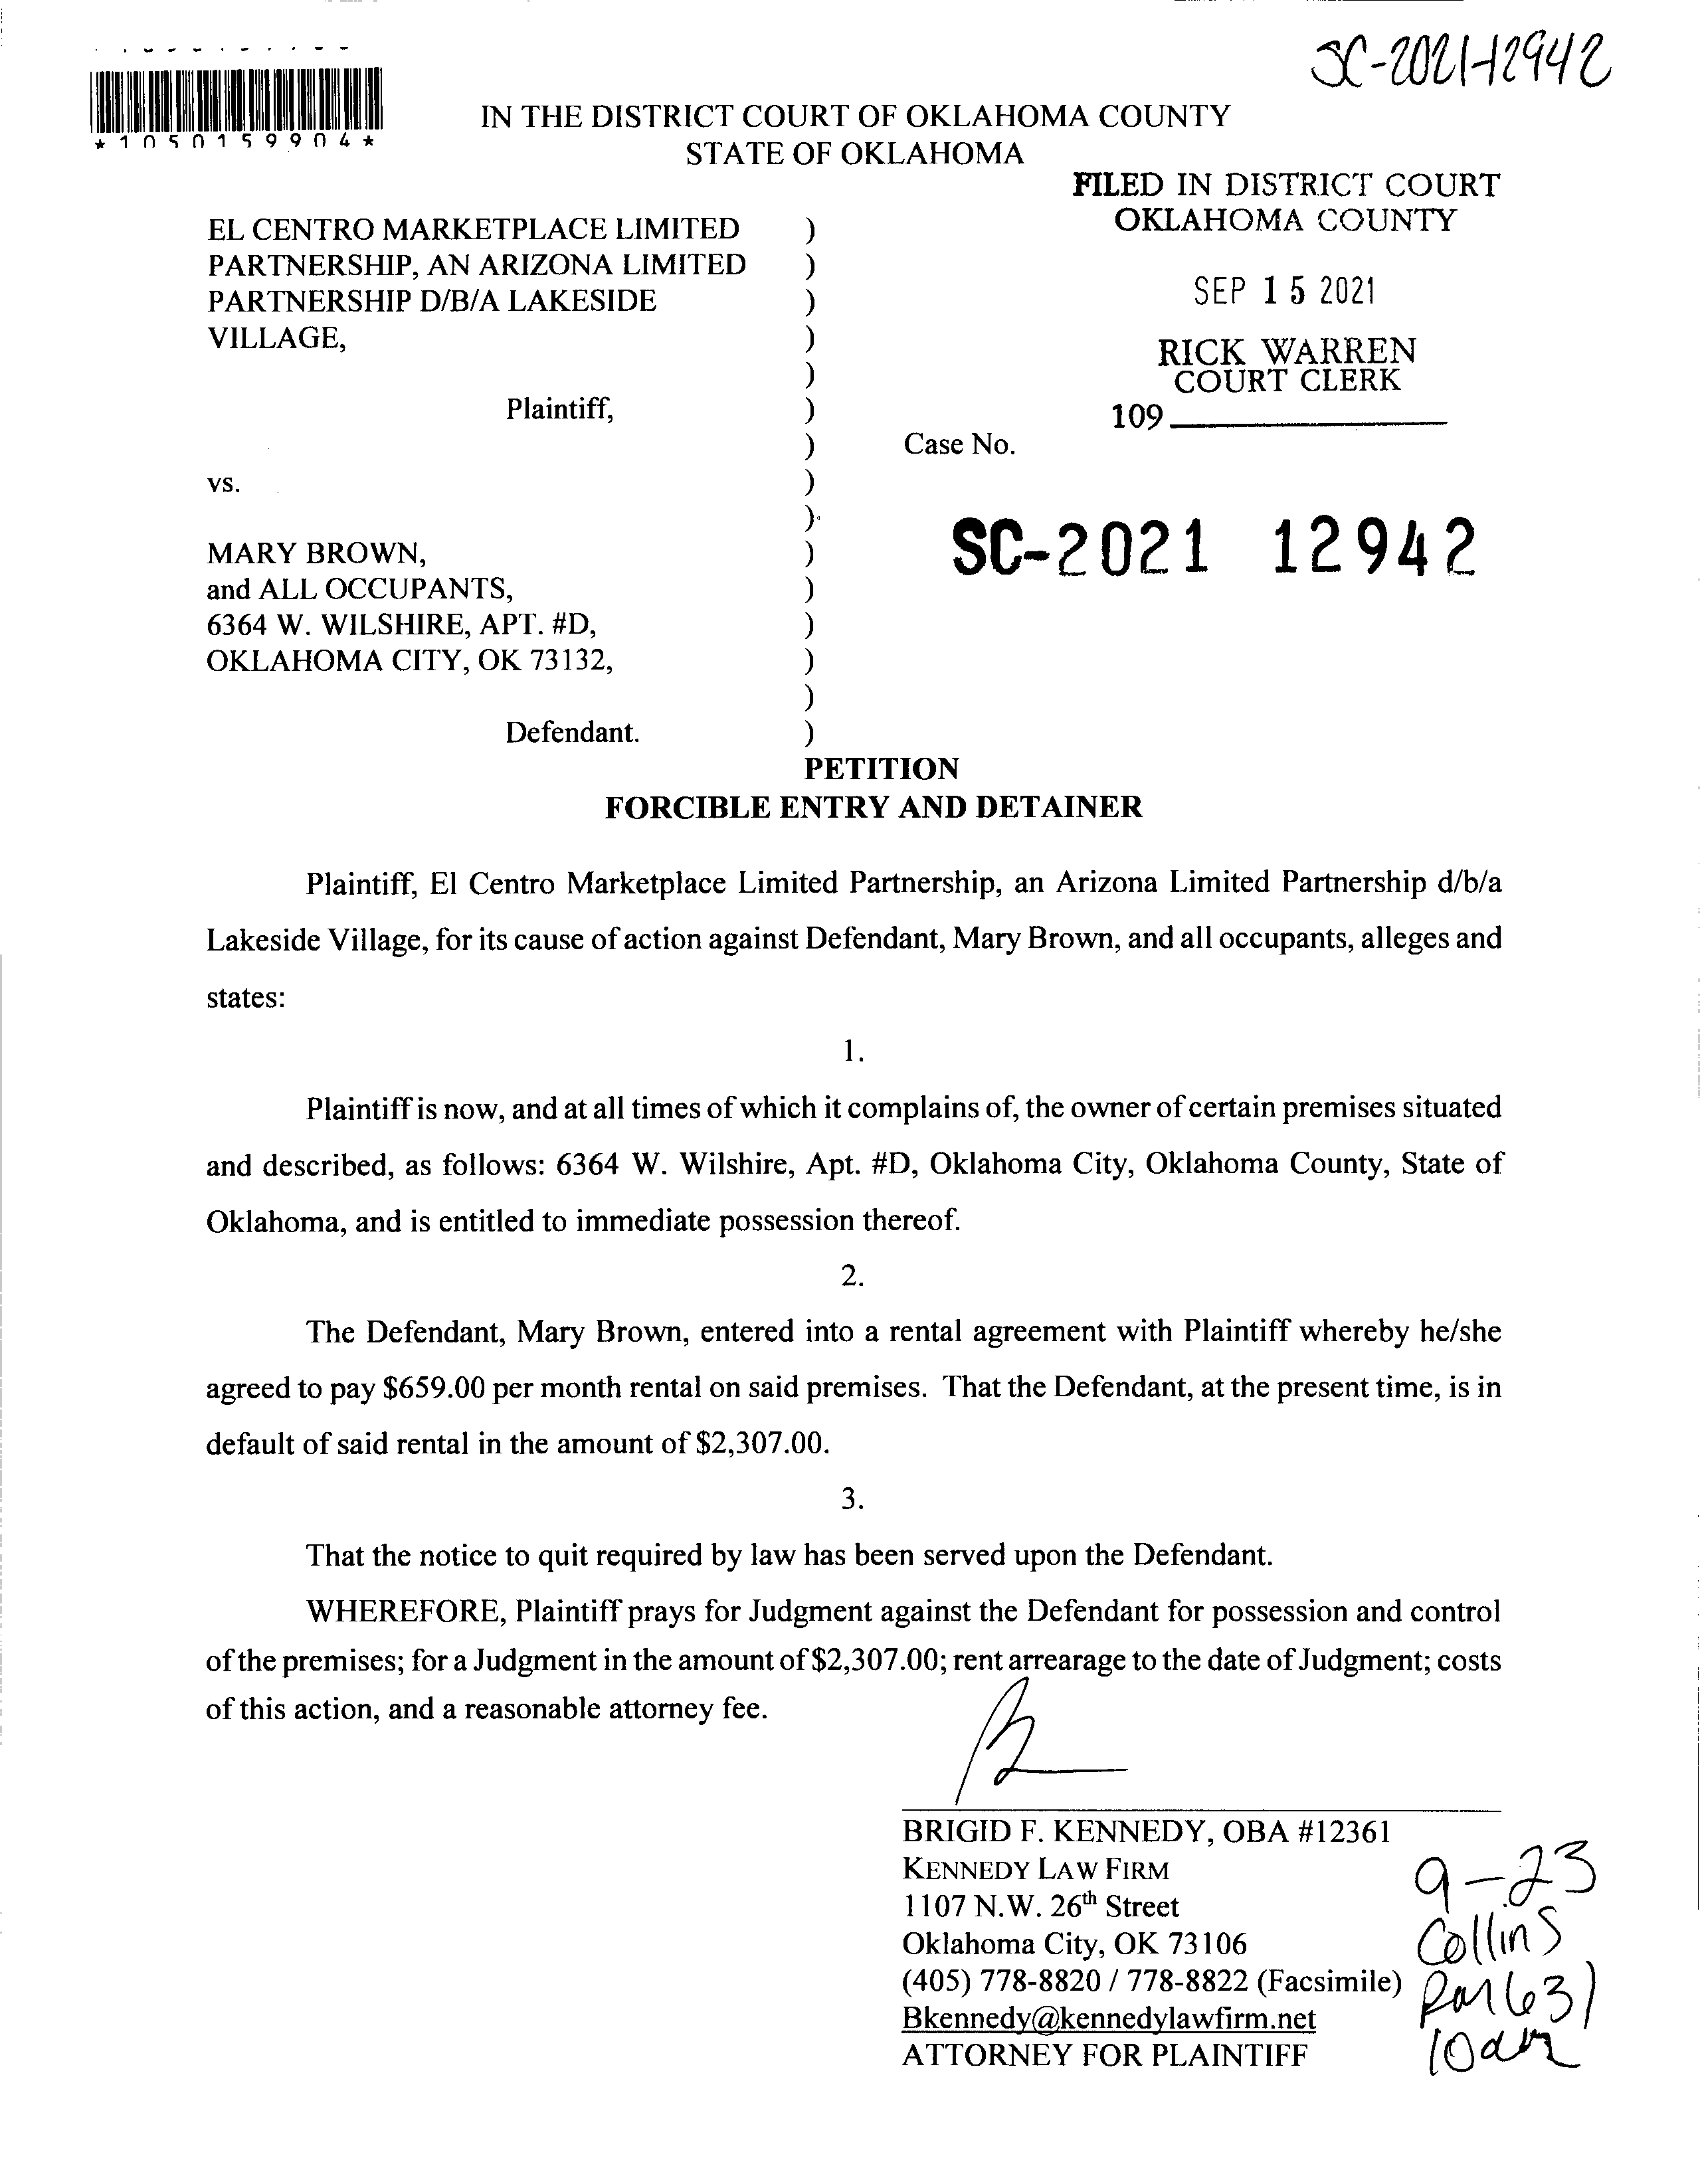 SC-2021-12942
*1050159904*
IN THE DISTRICT COURT OF OKLAHOMA COUNTY
STATE OF OKLAHOMA
FILED IN DISTRICT COURT
OKLAHOMA COUNTY
SEP 15 2021
RICK WARREN
COURT CLERK
109
EL CENTRO MARKETPLACE LIMITED )
PARTNERSHIP, AN ARIZONA LIMITED )
PARTNERSHIP D/B/A LAKESIDE )
VILLAGE, )
)
Plaintiff, )
) Case No.
vs. )
)
SC-2021 12942
MARY BROWN, )
and ALL OCCUPANTS, )
6364 W. WILSHIRE, APT. #D, )
OKLAHOMA CITY, OK 73132, )
)
Defendant. )
PETITION
FORCIBLE ENTRY AND DETAINER
Plaintiff, El Centro Marketplace Limited Partnership, an Arizona Limited Partnership d/b/a
Lakeside Village, for its cause of action against Defendant, Mary Brown, and all occupants, alleges and
states:
1.
Plaintiff is now, and at all times of which it complains of, the owner of certain premises situated
and described, as follows: 6364 W. Wilshire, Apt. #D, Oklahoma City, Oklahoma County, State of
Oklahoma, and is entitled to immediate possession thereof.
2.
The Defendant, Mary Brown, entered into a rental agreement with Plaintiff whereby he/she
agreed to pay $659.00 per month rental on said premises. That the Defendant, at the present time, is in
default of said rental in the amount of $2,307.00.
3.
That the notice to quit required by law has been served upon the Defendant.
WHEREFORE, Plaintiff prays for Judgment against the Defendant for possession and control
of the premises; for a Judgment in the amount of $2,307.00; rent arrearage to the date of Judgment; costs
of this action, and a reasonable attorney fee.
BRIGID F. KENNEDY, OBA #12361
KENNEDY LAW FIRM
1107 N.W. 26th Street
Oklahoma City, OK 73106
(405) 778-8820 / 778-8822 (Facsimile)
Bkennedy@kennedylawfirm.net
ATTORNEY FOR PLAINTIFF
9-23
Collins
10am